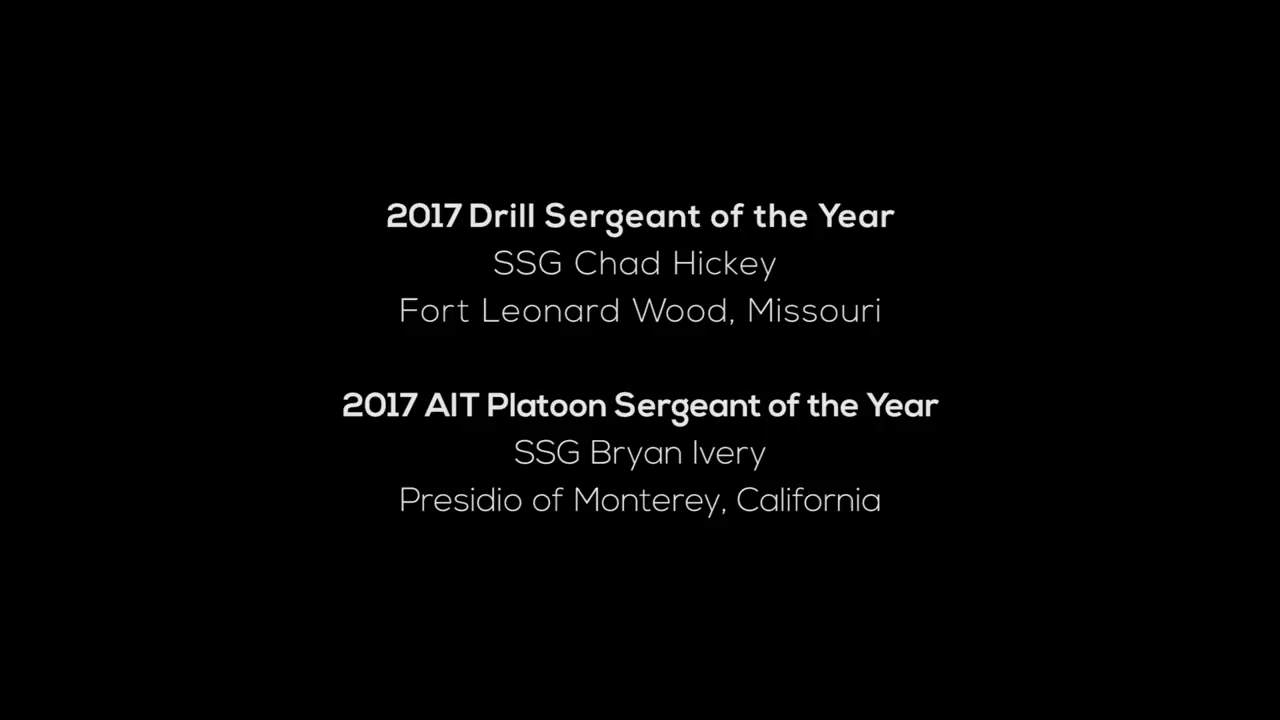 2017 Drill Sergeant of the Year
SSG Chad Hickey
Fort Leonard Wood, Missouri
2017 AIT Platoon Sergeant of the Year
SSG Bryan Ivery
Presidio of Monterey, California